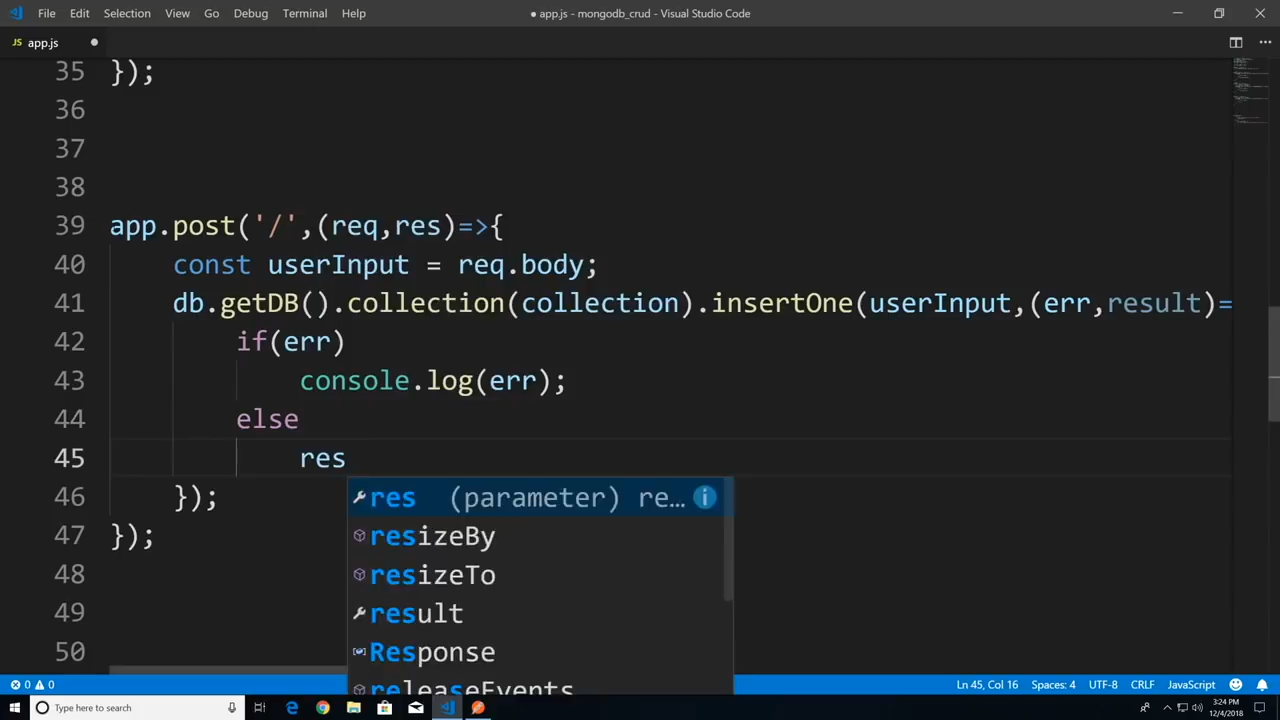 File Edit Selection View Go Debug Terminal Help ● app.js - mongodb_crud - Visual Studio Code
JS app.js
35 });
36
37
38
39 app.post('/',(req,res)=>{
40 const userInput = req.body;
41 db.getDB().collection(collection).insertOne(userInput,(err,result)=
42 if(err)
43 console.log(err);
44 else
45 res
46 });
res (parameter) re...
47 });
resizeBy
48
resizeTo
49
result
50
Response
releaseEvents
0 0 Ln 45, Col 16 Spaces: 4 UTF-8 CRLF JavaScript
Type here to search
3:24 PM
12/4/2018